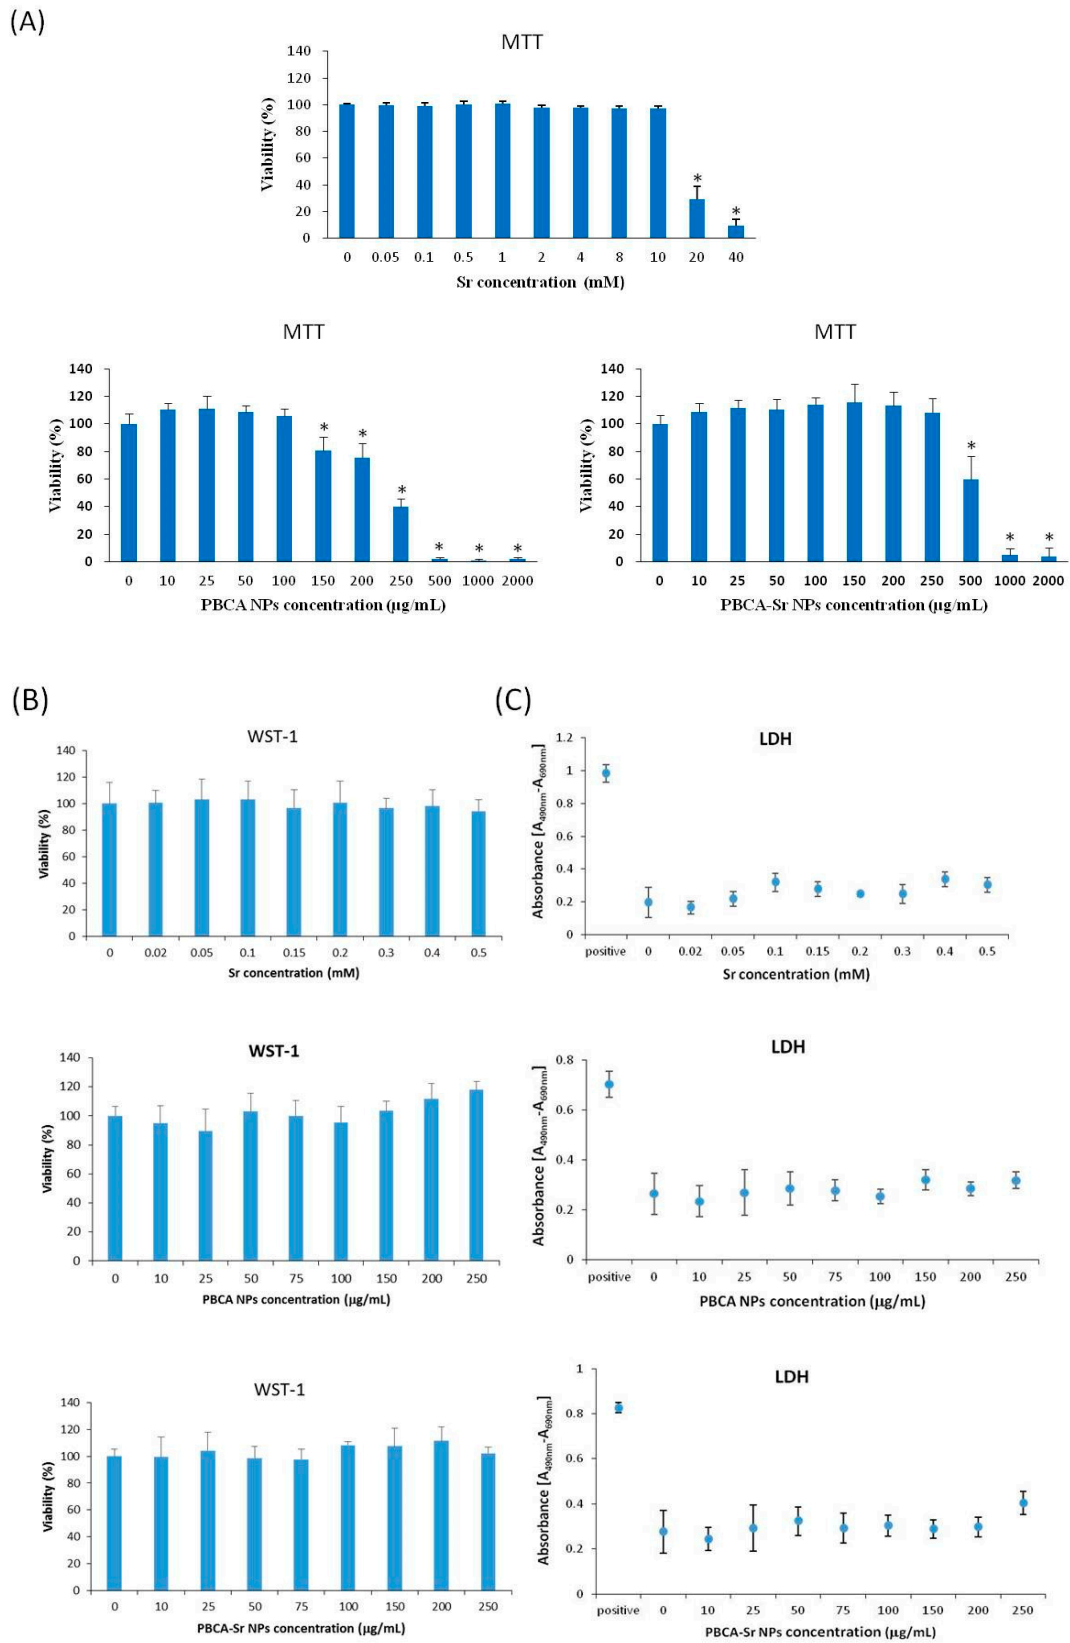 (A)
MTT
140
120
100
80
60
40
20
0
Viability (%)
* *
0 0.05 0.1 0.5 1 2 4 8 10 20 40
Sr concentration (mM)
MTT
140
120
100
80
60
40
20
0
Viability (%)
* * * * * *
0 10 25 50 100 150 200 250 500 1000 2000
PBCA NPs concentration (µg/mL)
MTT
140
120
100
80
60
40
20
0
Viability (%)
* * *
0 10 25 50 100 150 200 250 500 1000 2000
PBCA-Sr NPs concentration (µg/mL)
(B)
WST-1
140
120
100
80
60
40
20
0
Viability (%)
0 0.02 0.05 0.1 0.15 0.2 0.3 0.4 0.5
Sr concentration (mM)
WST-1
140
120
100
80
60
40
20
0
Viability (%)
0 10 25 50 75 100 150 200 250
PBCA NPs concentration (µg/mL)
WST-1
140
120
100
80
60
40
20
0
Viability (%)
0 10 25 50 75 100 150 200 250
PBCA-Sr NPs concentration (µg/mL)
(C)
LDH
1.2
1
0.8
0.6
0.4
0.2
0
Absorbance [A490nm-A690nm]
positive 0 0.02 0.05 0.1 0.15 0.2 0.3 0.4 0.5
Sr concentration (mM)
LDH
0.8
0.6
0.4
0.2
0
Absorbance [A490nm-A690nm]
positive 0 10 25 50 75 100 150 200 250
PBCA NPs concentration (µg/mL)
LDH
1
0.8
0.6
0.4
0.2
0
Absorbance [A490nm-A690nm]
positive 0 10 25 50 75 100 150 200 250
PBCA-Sr NPs concentration (µg/mL)